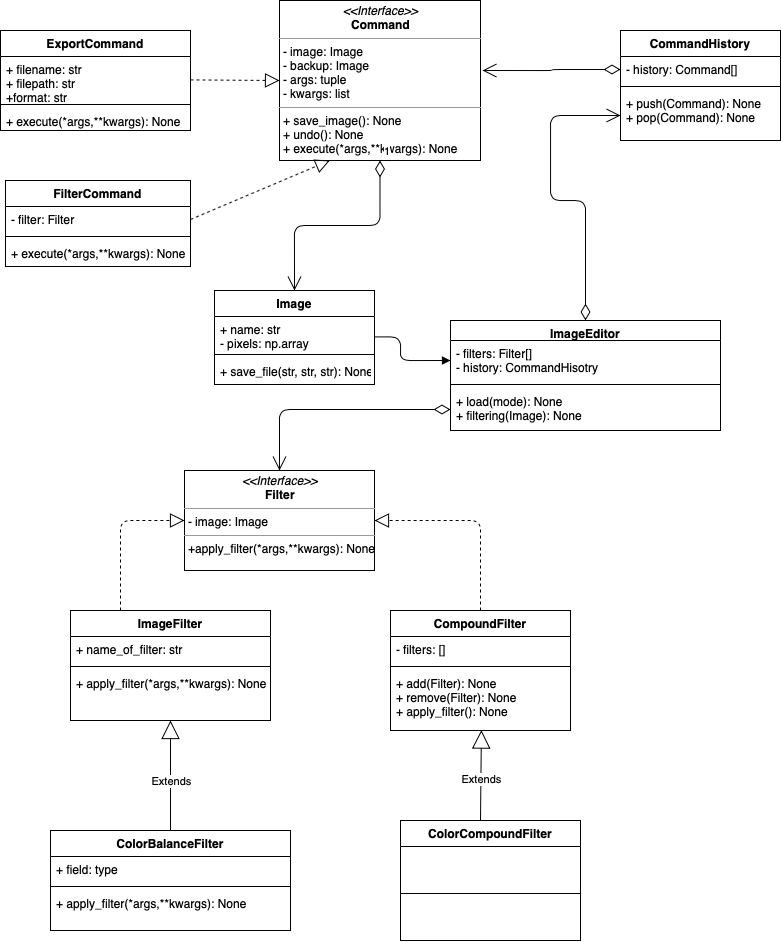 <<Interface>>
Command
- image: Image
- backup: Image
- args: tuple
- kwargs: list
+ save_image(): None
+ undo(): None
+ execute(*args,**kwargs): None
1
ExportCommand
+ filename: str
+ filepath: str
+format: str
+ execute(*args,**kwargs): None
CommandHistory
- history: Command[]
+ push(Command): None
+ pop(Command): None
FilterCommand
- filter: Filter
+ execute(*args,**kwargs): None
Image
+ name: str
- pixels: np.array
+ save_file(str, str, str): None
ImageEditor
- filters: Filter[]
- history: CommandHisotry
+ load(mode): None
+ filtering(Image): None
<<Interface>>
Filter
- image: Image
+apply_filter(*args,**kwargs): None
ImageFilter
+ name_of_filter: str
+ apply_filter(*args,**kwargs): None
CompoundFilter
- filters: []
+ add(Filter): None
+ remove(Filter): None
+ apply_filter(): None
Extends
Extends
ColorBalanceFilter
+ field: type
+ apply_filter(*args,**kwargs): None
ColorCompoundFilter